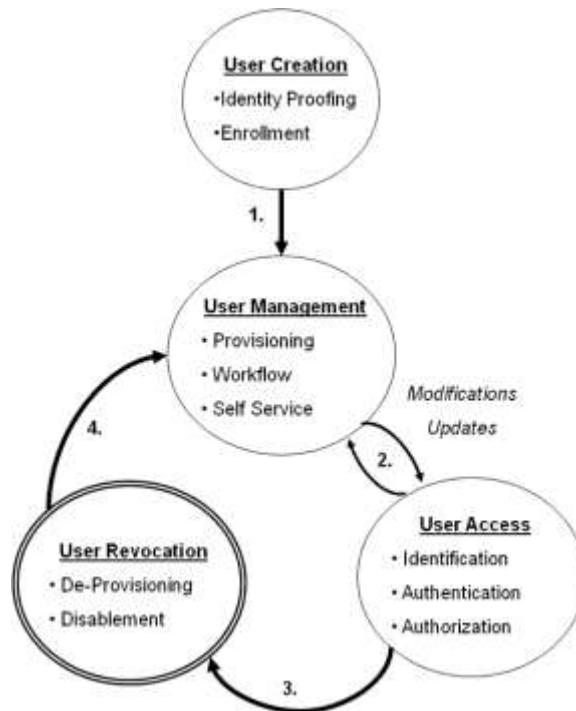 User Creation
•Identity Proofing
•Enrollment
1.
User Management
• Provisioning
• Workflow
• Self Service
Modifications
Updates
2.
4.
User Access
• Identification
• Authentication
• Authorization
User Revocation
• De-Provisioning
• Disablement
3.